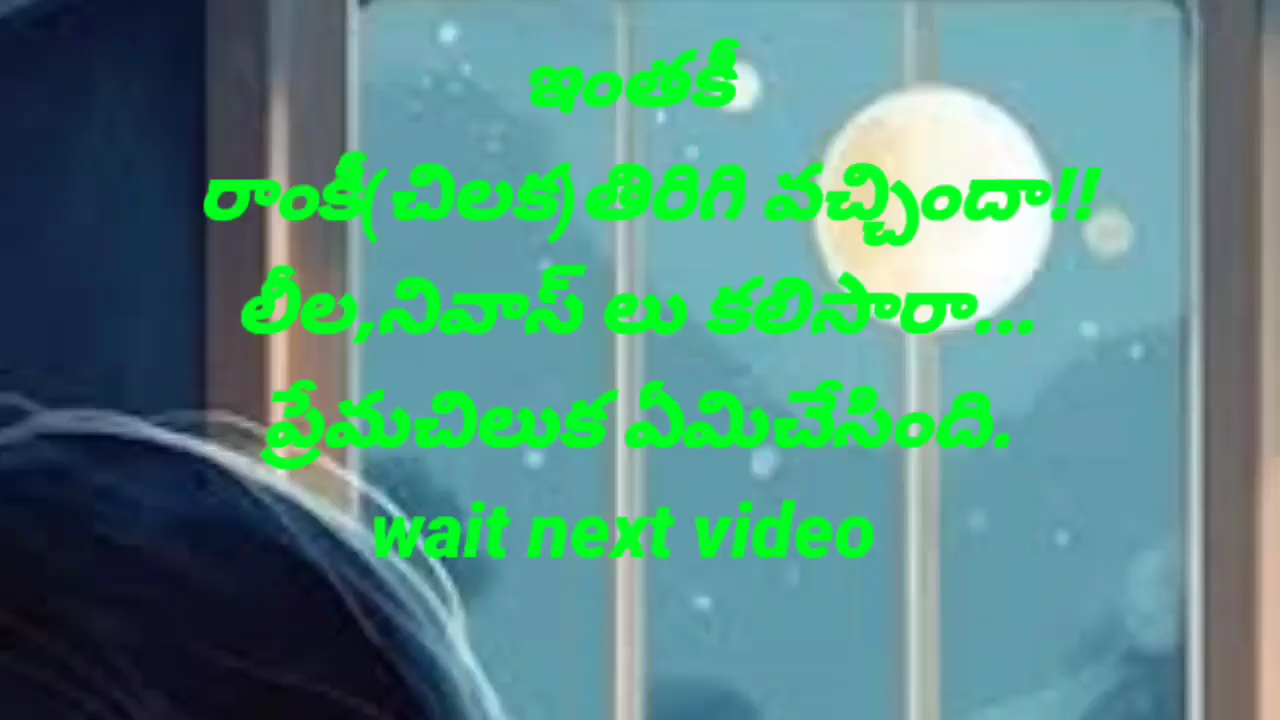 ఇంతకీ
రాంకీ(చిలక)తిరిగి వచ్చిందా!!
లీల,నివాస్ లు కలిసారా...
ప్రేమచిలుక ఏమిచేసింది.
wait next video